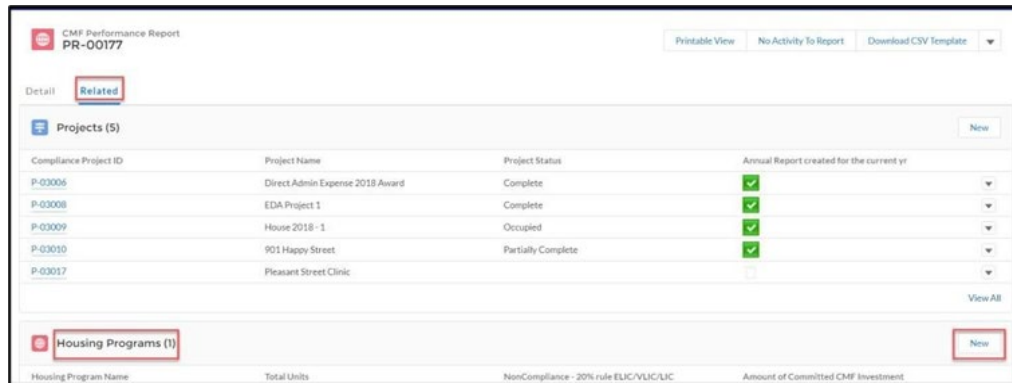 CMF Performance Report
PR-00177
Printable View No Activity To Report Download CSV Template
Detail Related
Projects (5) New
Compliance Project ID Project Name Project Status Annual Report created for the current yr
P-03006 Direct Admin Expense 2018 Award Complete
P-03008 EDA Project 1 Complete
P-03009 House 2018 - 1 Occupied
P-03010 901 Happy Street Partially Complete
P-03017 Pleasant Street Clinic
View All
Housing Programs (1) New
Housing Program Name Total Units NonCompliance - 20% rule ELIC/VLIC/LIC Amount of Committed CMF Investment